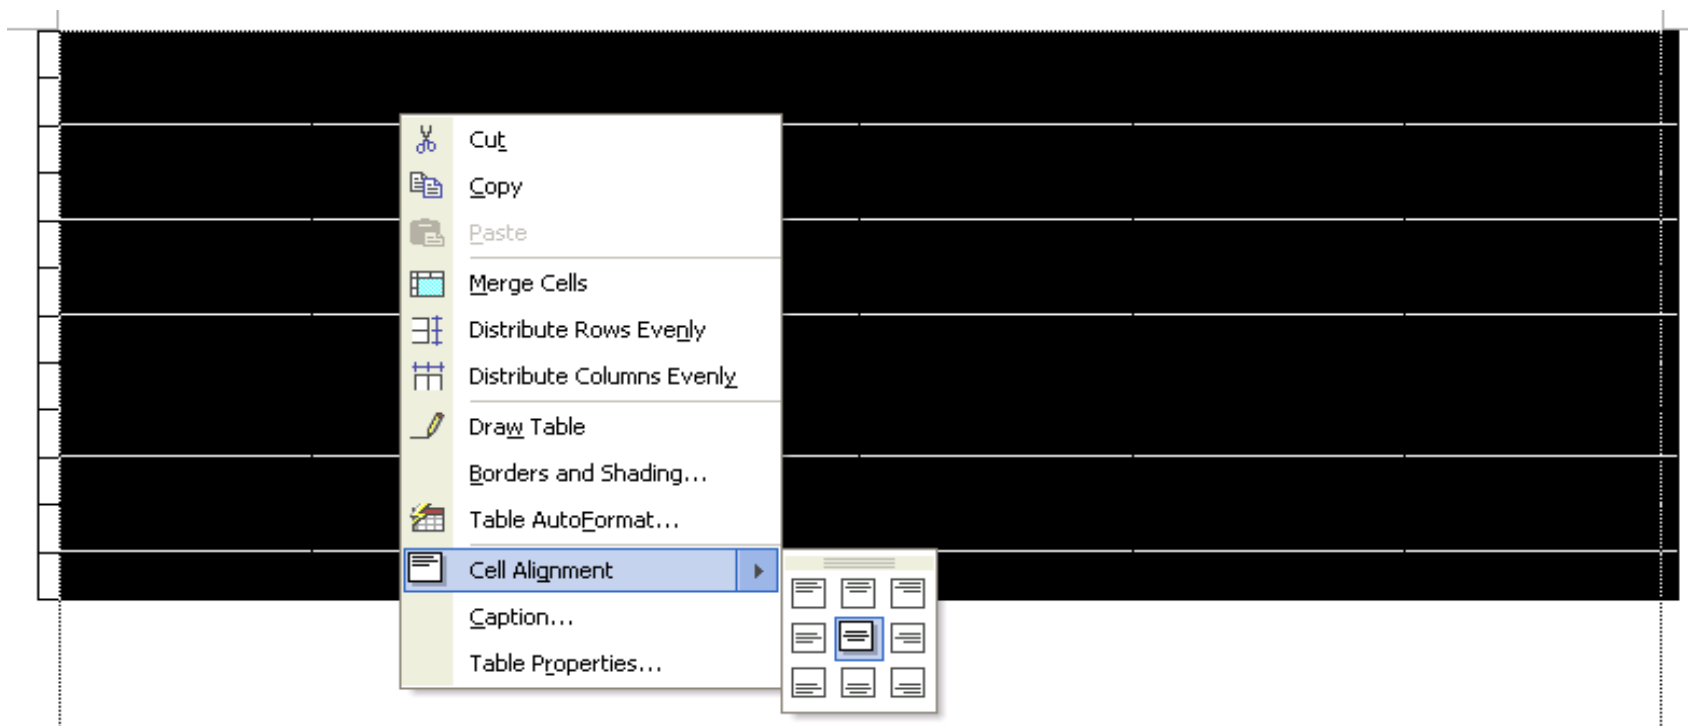 Cut
Copy
Paste
Merge Cells
Distribute Rows Evenly
Distribute Columns Evenly
Draw Table
Borders and Shading...
Table AutoFormat...
Cell Alignment
Caption...
Table Properties...